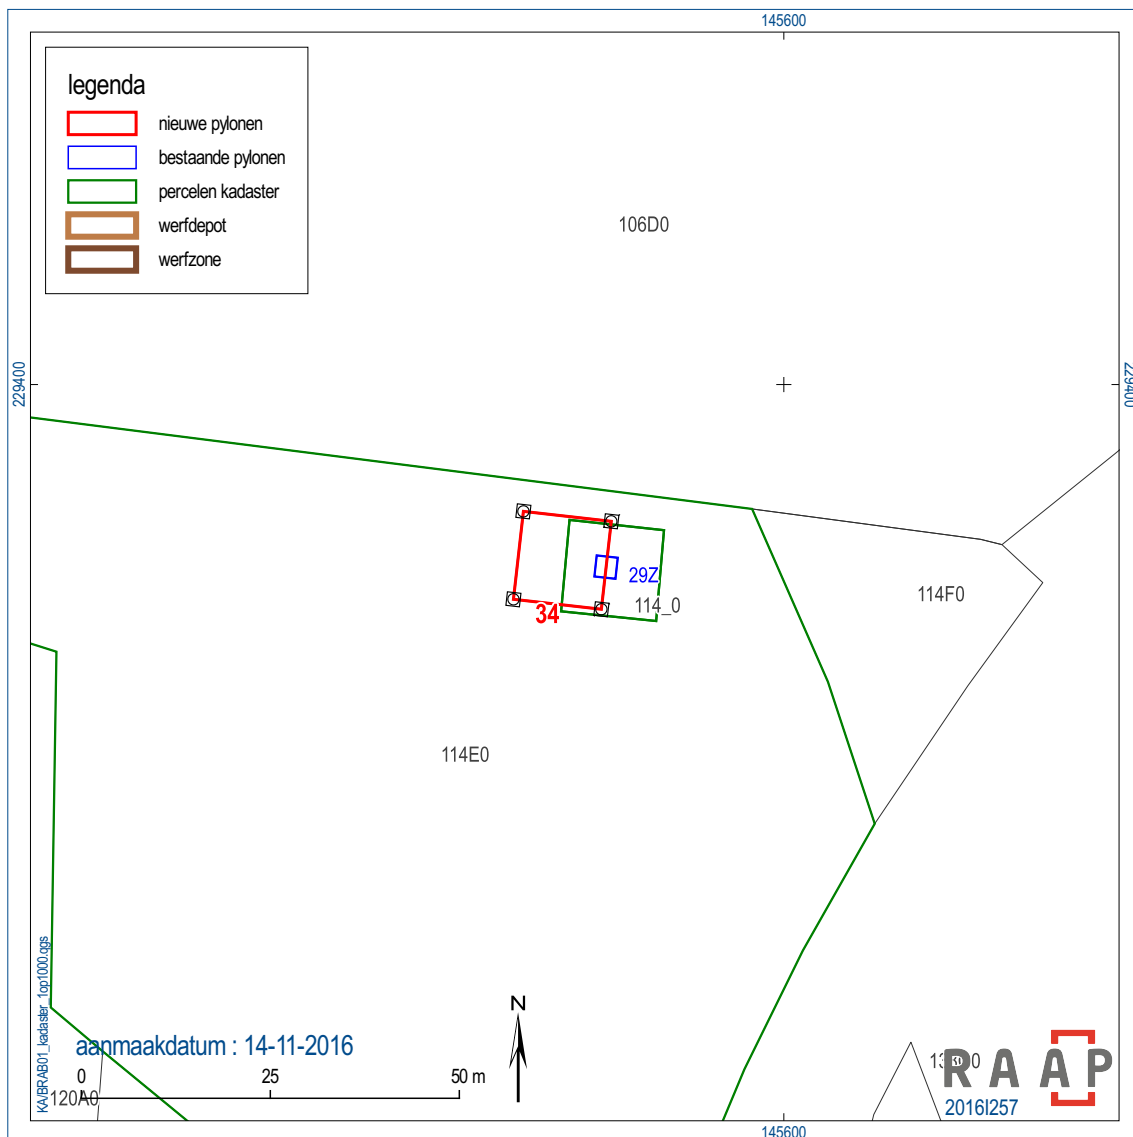 145600
legenda
nieuwe pylonen
bestaande pylonen
percelen kadaster
werfdepot
werfzone
106D0
229400
229400
29Z
114_0
34
114F0
114E0
KA/BRAB01_kadaster_1op1000.qgs
N
aanmaakdatum : 14-11-2016
0 25 50 m
120A0
RAAP
2016I257
145600